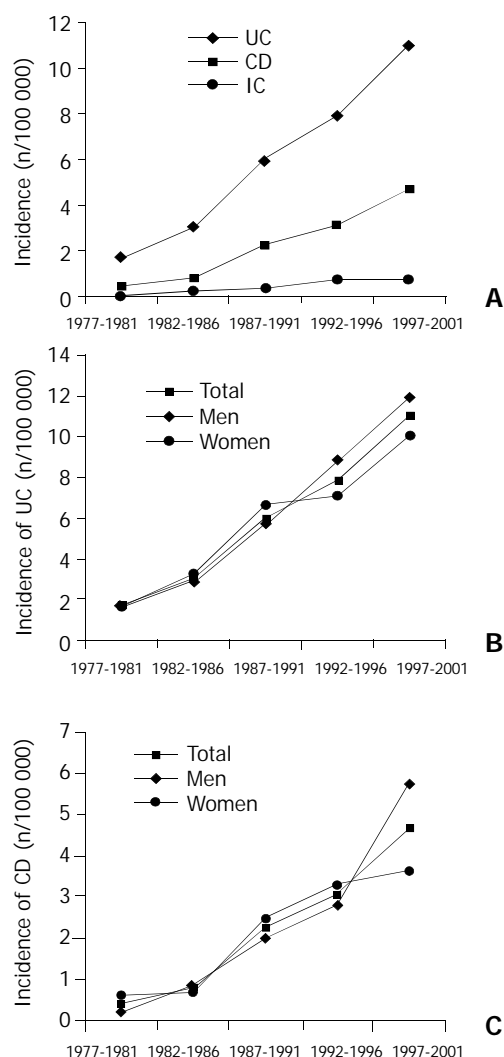 12
UC
CD
IC
10
8
6
4
2
0
Incidence (n/100 000)
1977-1981 1982-1986 1987-1991 1992-1996 1997-2001
A
14
Total
Men
Women
12
10
8
6
4
2
0
Incidence of UC (n/100 000)
1977-1981 1982-1986 1987-1991 1992-1996 1997-2001
B
7
Total
Men
Women
6
5
4
3
2
1
0
Incidence of CD (n/100 000)
1977-1981 1982-1986 1987-1991 1992-1996 1997-2001
C